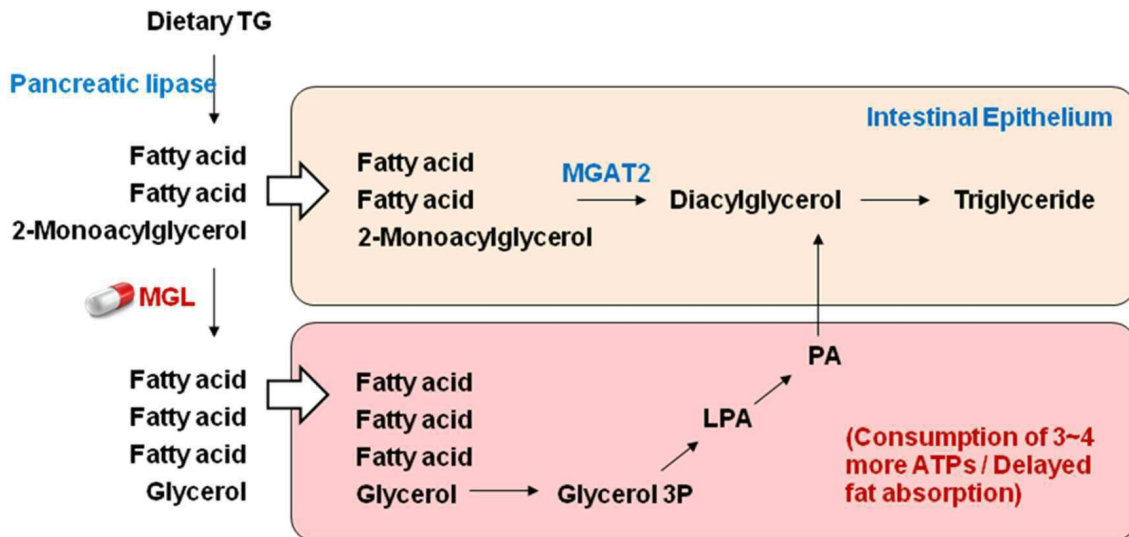 Dietary TG
Pancreatic lipase
Fatty acid
Fatty acid
2-Monoacylglycerol
MGL
Fatty acid
Fatty acid
Fatty acid
Glycerol
Intestinal Epithelium
Fatty acid
Fatty acid
2-Monoacylglycerol
MGAT2
Diacylglycerol
Triglyceride
Fatty acid
Fatty acid
Fatty acid
Glycerol
Glycerol 3P
LPA
PA
(Consumption of 3~4
more ATPs / Delayed
fat absorption)